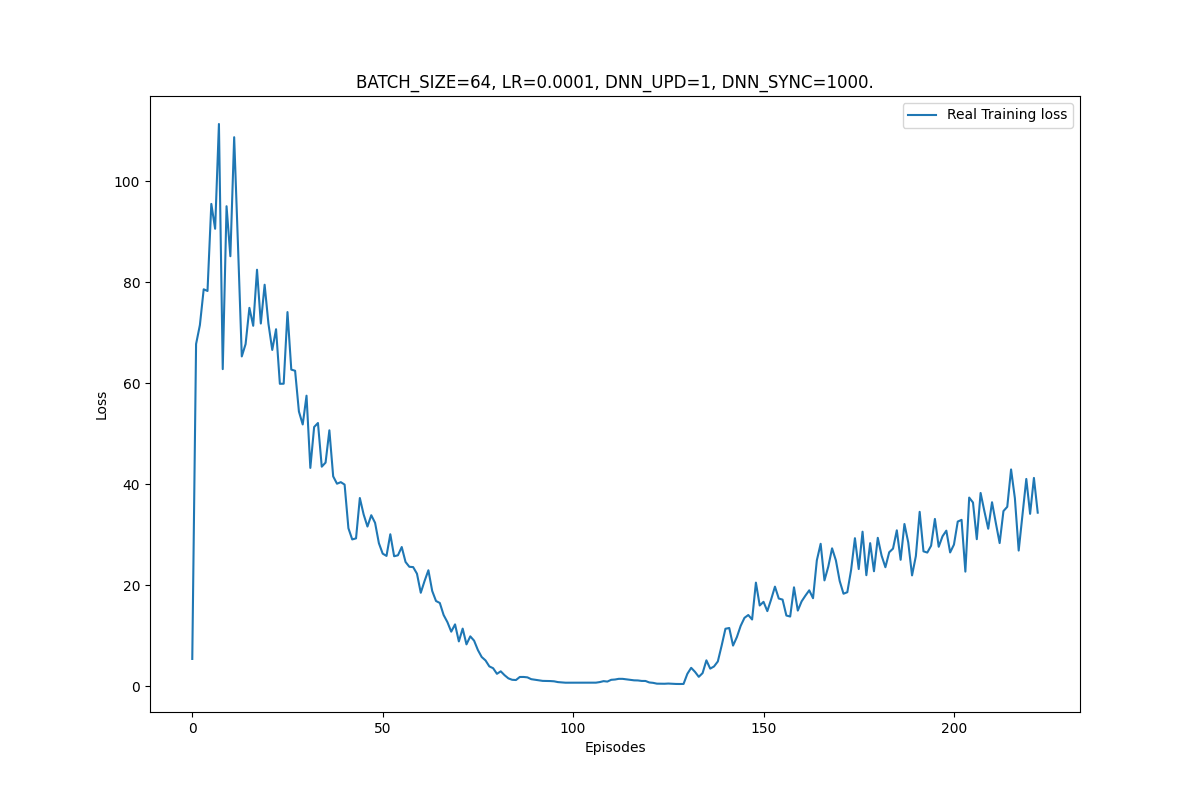 BATCH_SIZE=64, LR=0.0001, DNN_UPD=1, DNN_SYNC=1000.
Real Training loss
100
80
60
40
20
0
Loss
0 50 100 150 200
Episodes